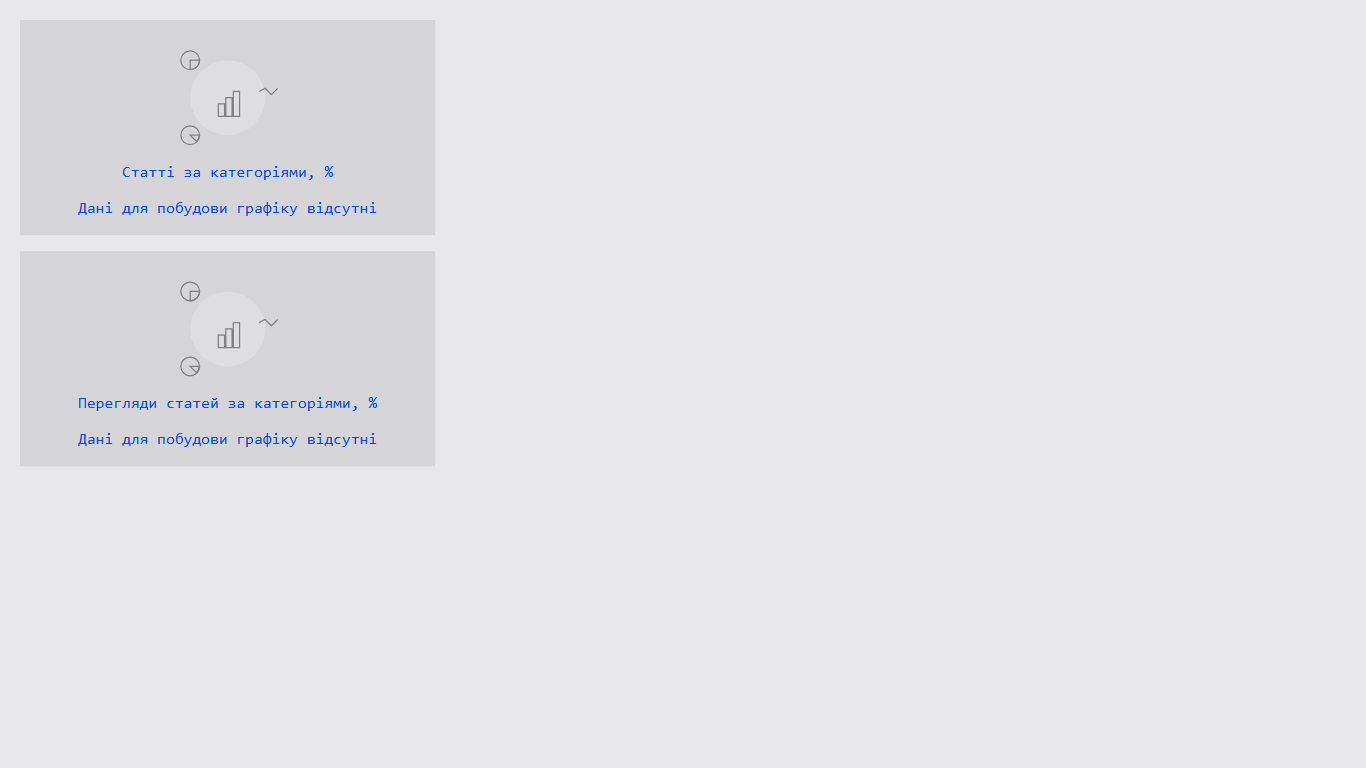 Статті за категоріями, %
Дані для побудови графіку відсутні
Перегляди статей за категоріями, %
Дані для побудови графіку відсутні